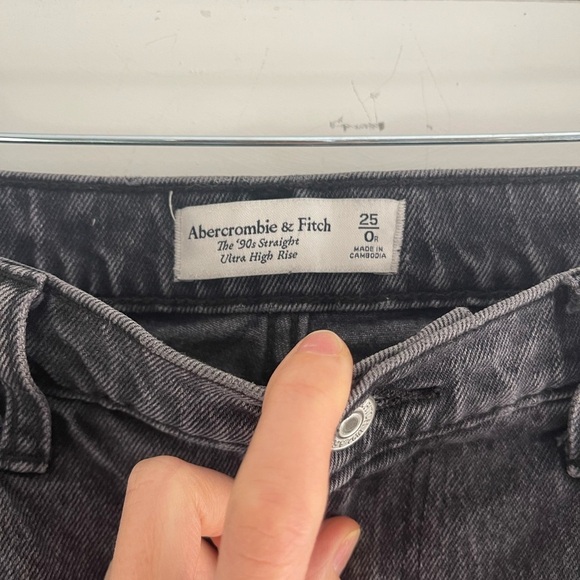 Abercrombie & Fitch
The '90s Straight
Ultra High Rise
25
0R
MADE IN
CAMBODIA